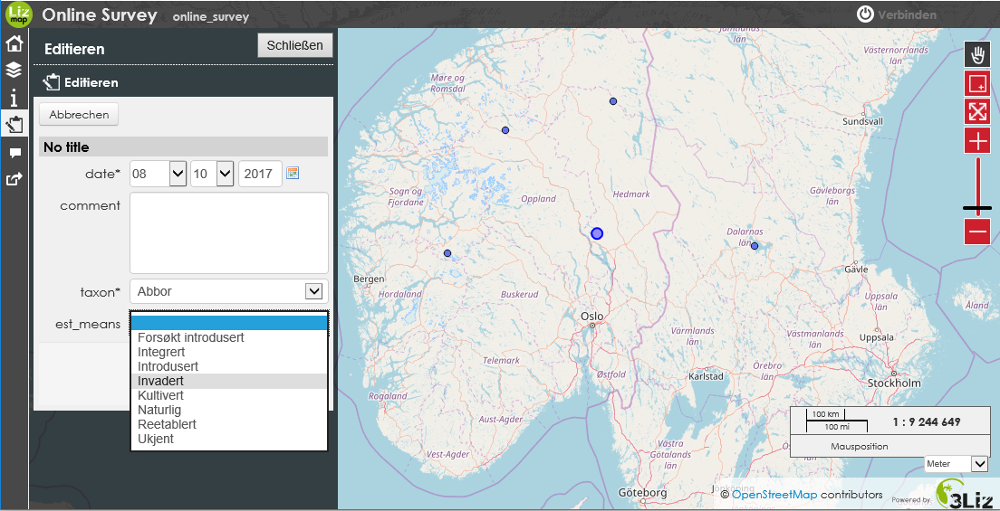 Liz
map
Online Survey online_survey
Verbinden
Editieren
Schließen
Editieren
Abbrechen
No title
date* 08 10 2017
comment
taxon* Abbor
est_means
Forsøkt introdusert
Integrert
Introdusert
Invadert
Kultivert
Naturlig
Reetablert
Ukjent
Jämtlands
län
Västernorrlands
län
Møre og
Romsdal
Sundsvall
Sogn og
Fjordane
Oppland
Hedmark
Gävleborgs
län
Dalarnas
län
Bergen
Gävle
Hordaland
Buskerud
Uppsala
län
Åland
Oslo
Värmlands
län
Västmanlands
län
Uppsala
Telemark
Østfold
Karlstad
Örebro
län
Stockholm
Rogaland
Aust-Agder
Vest-Agder
Västra
Götalands
län
Göteborg
Jönköping
100 km
100 mi
1 : 9 244 649
Mausposition
Meter
© OpenStreetMap contributors
Powered by
3Liz